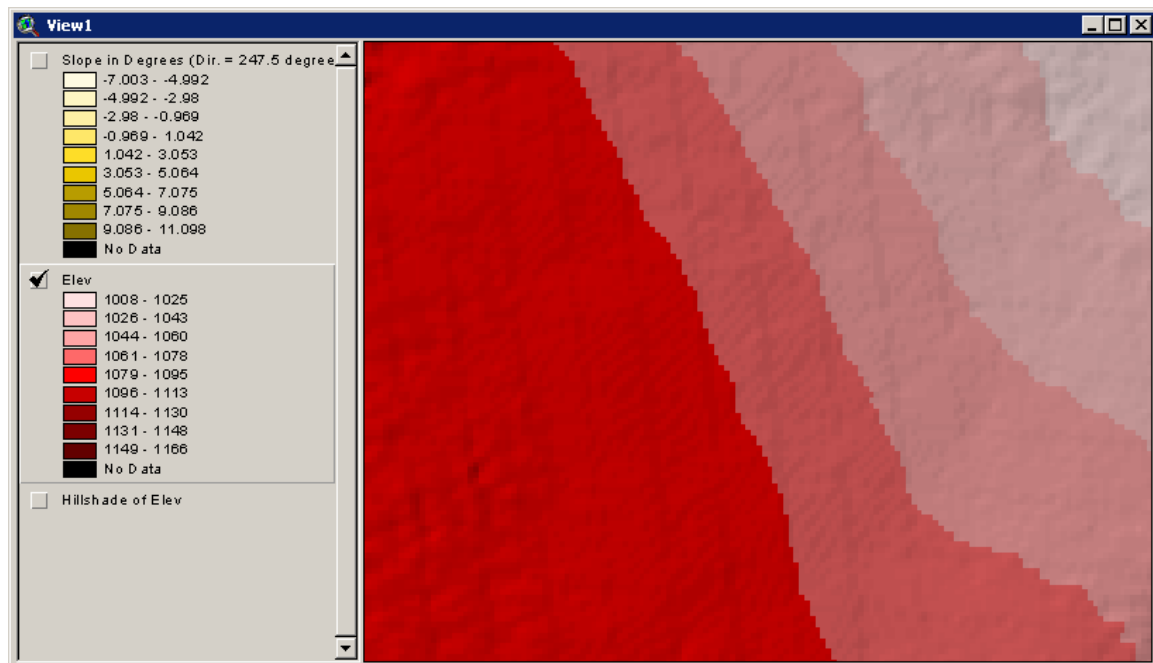 View1
Slope in Degrees (Dir. = 247.5 degree
-7.003 - -4.992
-4.992 - -2.98
-2.98 - -0.969
-0.969 - 1.042
1.042 - 3.053
3.053 - 5.064
5.064 - 7.075
7.075 - 9.086
9.086 - 11.098
No Data
Elev
1008 - 1025
1026 - 1043
1044 - 1060
1061 - 1078
1079 - 1095
1096 - 1113
1114 - 1130
1131 - 1148
1149 - 1166
No Data
Hillshade of Elev